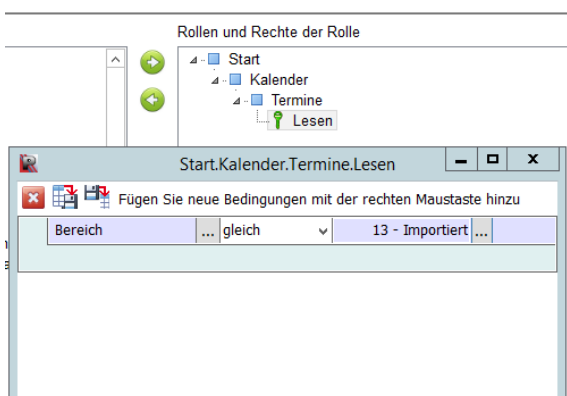 Rollen und Rechte der Rolle
Start
Kalender
Termine
Lesen
Start.Kalender.Termine.Lesen
Fügen Sie neue Bedingungen mit der rechten Maustaste hinzu
Bereich ... gleich 13 - Importiert ...